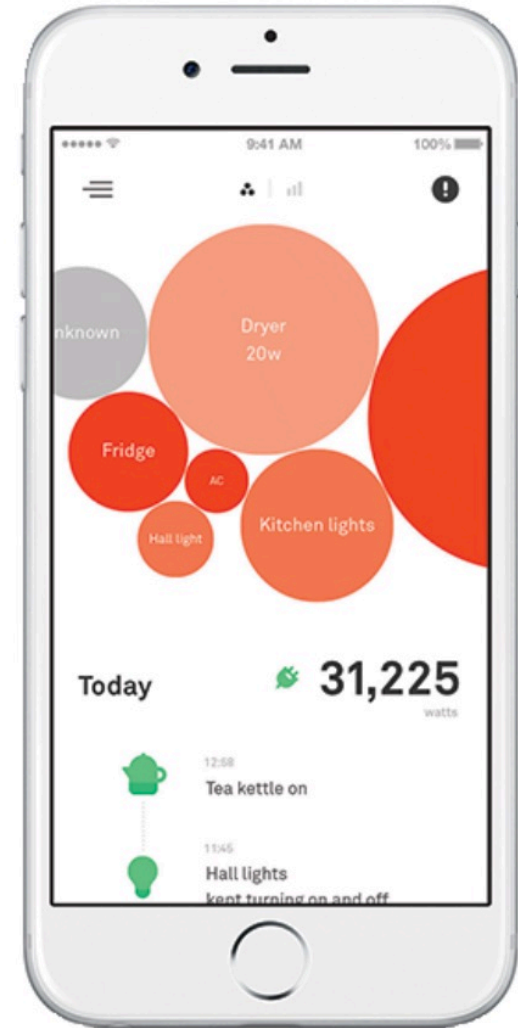 9:41 AM
100%
nknown
Dryer
20w
Fridge
AC
Hall light
Kitchen lights
Today
31,225
watts
12:58
Tea kettle on
11:45
Hall lights
kept turning on and off